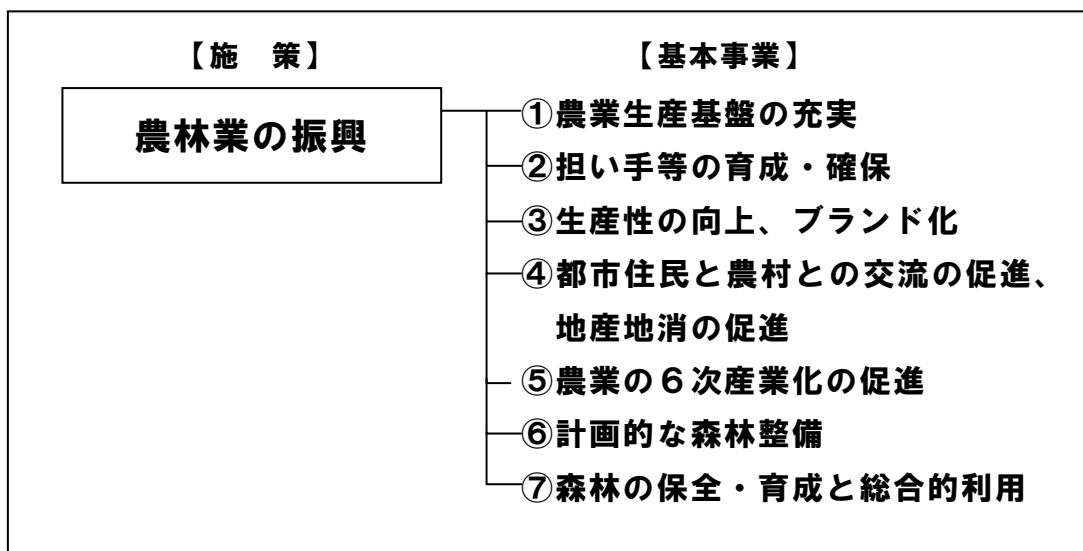 【施　策】
【基本事業】
農林業の振興
①農業生産基盤の充実
②担い手等の育成・確保
③生産性の向上、ブランド化
④都市住民と農村との交流の促進、
地産地消の促進
⑤農業の６次産業化の促進
⑥計画的な森林整備
⑦森林の保全・育成と総合的利用